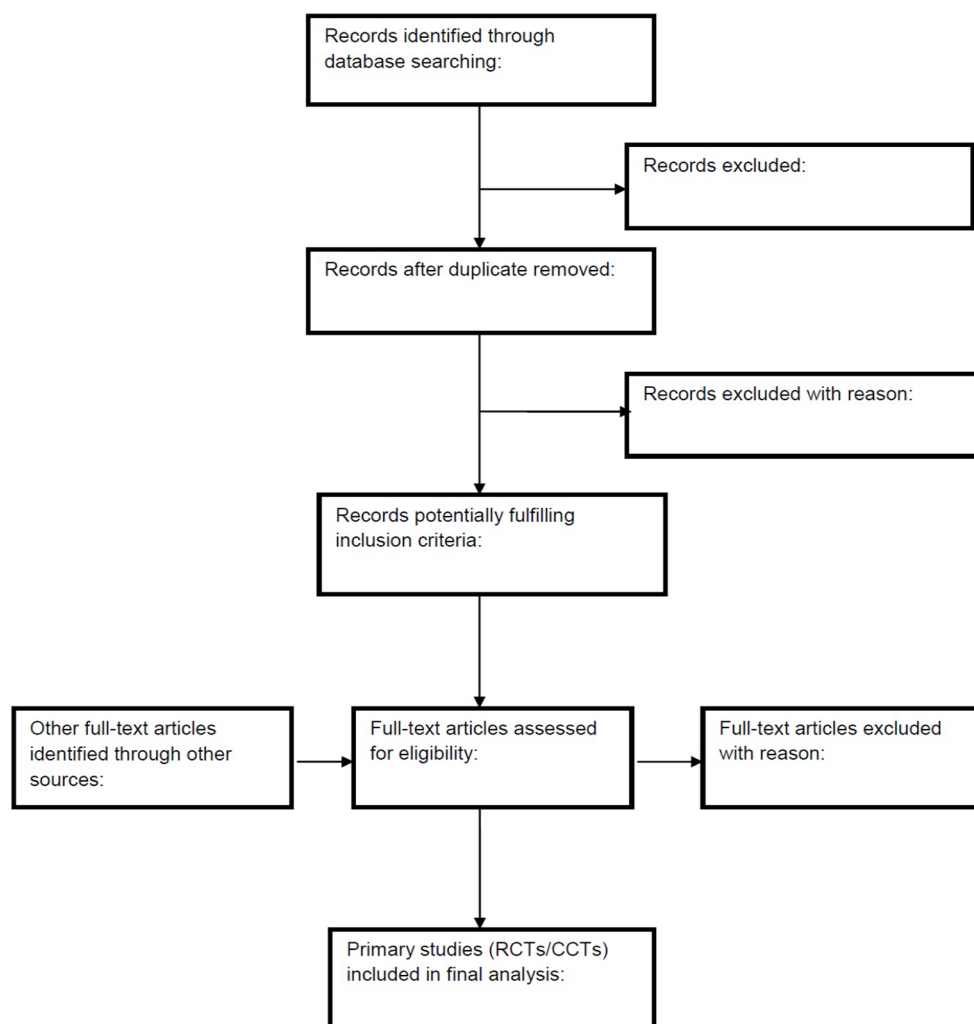 Records identified through
database searching:
Records excluded:
Records after duplicate removed:
Records excluded with reason:
Records potentially fulfilling
inclusion criteria:
Other full-text articles
identified through other
sources:
Full-text articles assessed
for eligibility:
Full-text articles excluded
with reason:
Primary studies (RCTs/CCTs)
included in final analysis: